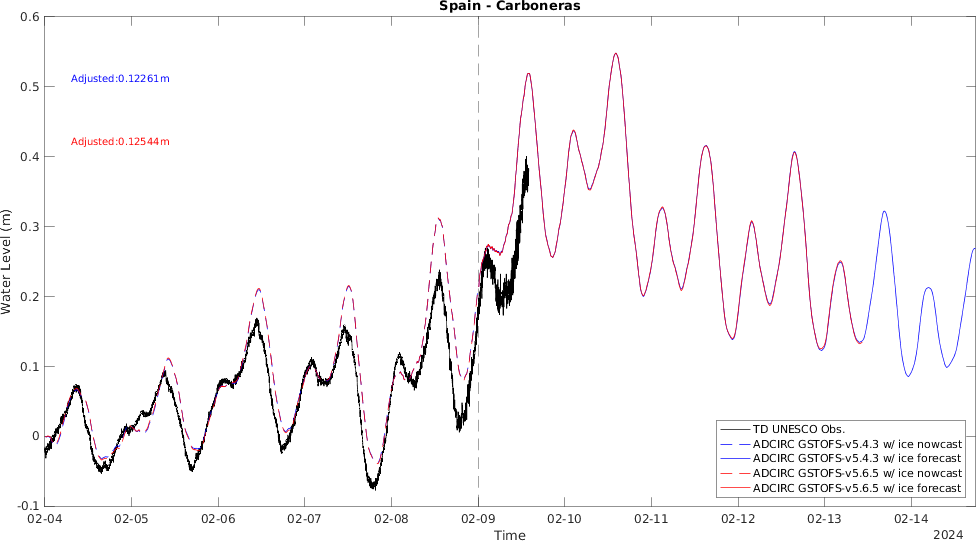 Spain - Carboneras
0.6
0.5
0.4
0.3
0.2
0.1
0
-0.1
Water Level (m)
Adjusted:0.12261m
Adjusted:0.12544m
TD UNESCO Obs.
ADCIRC GSTOFS-v5.4.3 w/ ice nowcast
ADCIRC GSTOFS-v5.4.3 w/ ice forecast
ADCIRC GSTOFS-v5.6.5 w/ ice nowcast
ADCIRC GSTOFS-v5.6.5 w/ ice forecast
02-04 02-05 02-06 02-07 02-08 02-09 02-10 02-11 02-12 02-13 02-14
Time
2024